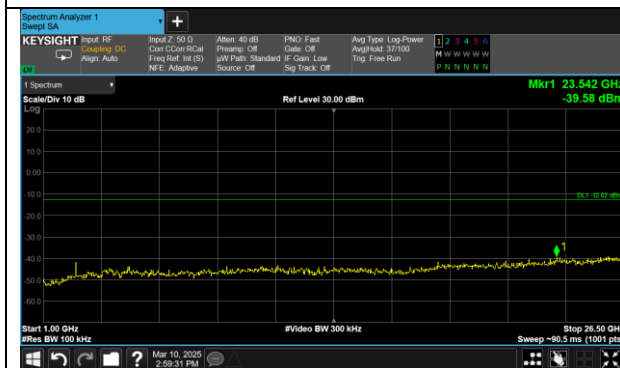 Spectrum Analyzer 1
Swept SA
+
KEYSIGHT Input: RF
Coupling: DC
Align: Auto
Input Z: 50 Ω
Corr CCorr RCal
Freq Ref: Int (S)
NFE: Adaptive
Atten: 40 dB
Preamp: Off
µW Path: Standard
Source: Off
PNO: Fast
Gate: Off
IF Gain: Low
Sig Track: Off
Avg Type: Log-Power
Avg|Hold: 37/100
Trig: Free Run
1 2 3 4 5 6
M W W W W W
P N N N N N
1 Spectrum
Mkr1 23.542 GHz
Scale/Div 10 dB
Ref Level 30.00 dBm
-39.58 dBm
Log
20.0
10.0
0.00
-10.0
DL1 -12.62 dBm
-20.0
-30.0
1
-40.0
-50.0
-60.0
Start 1.00 GHz
#Video BW 300 kHz
Stop 26.50 GH
#Res BW 100 kHz
Sweep ~90.5 ms (1001 pts
?
Mar 10, 2025
2:59:31 PM